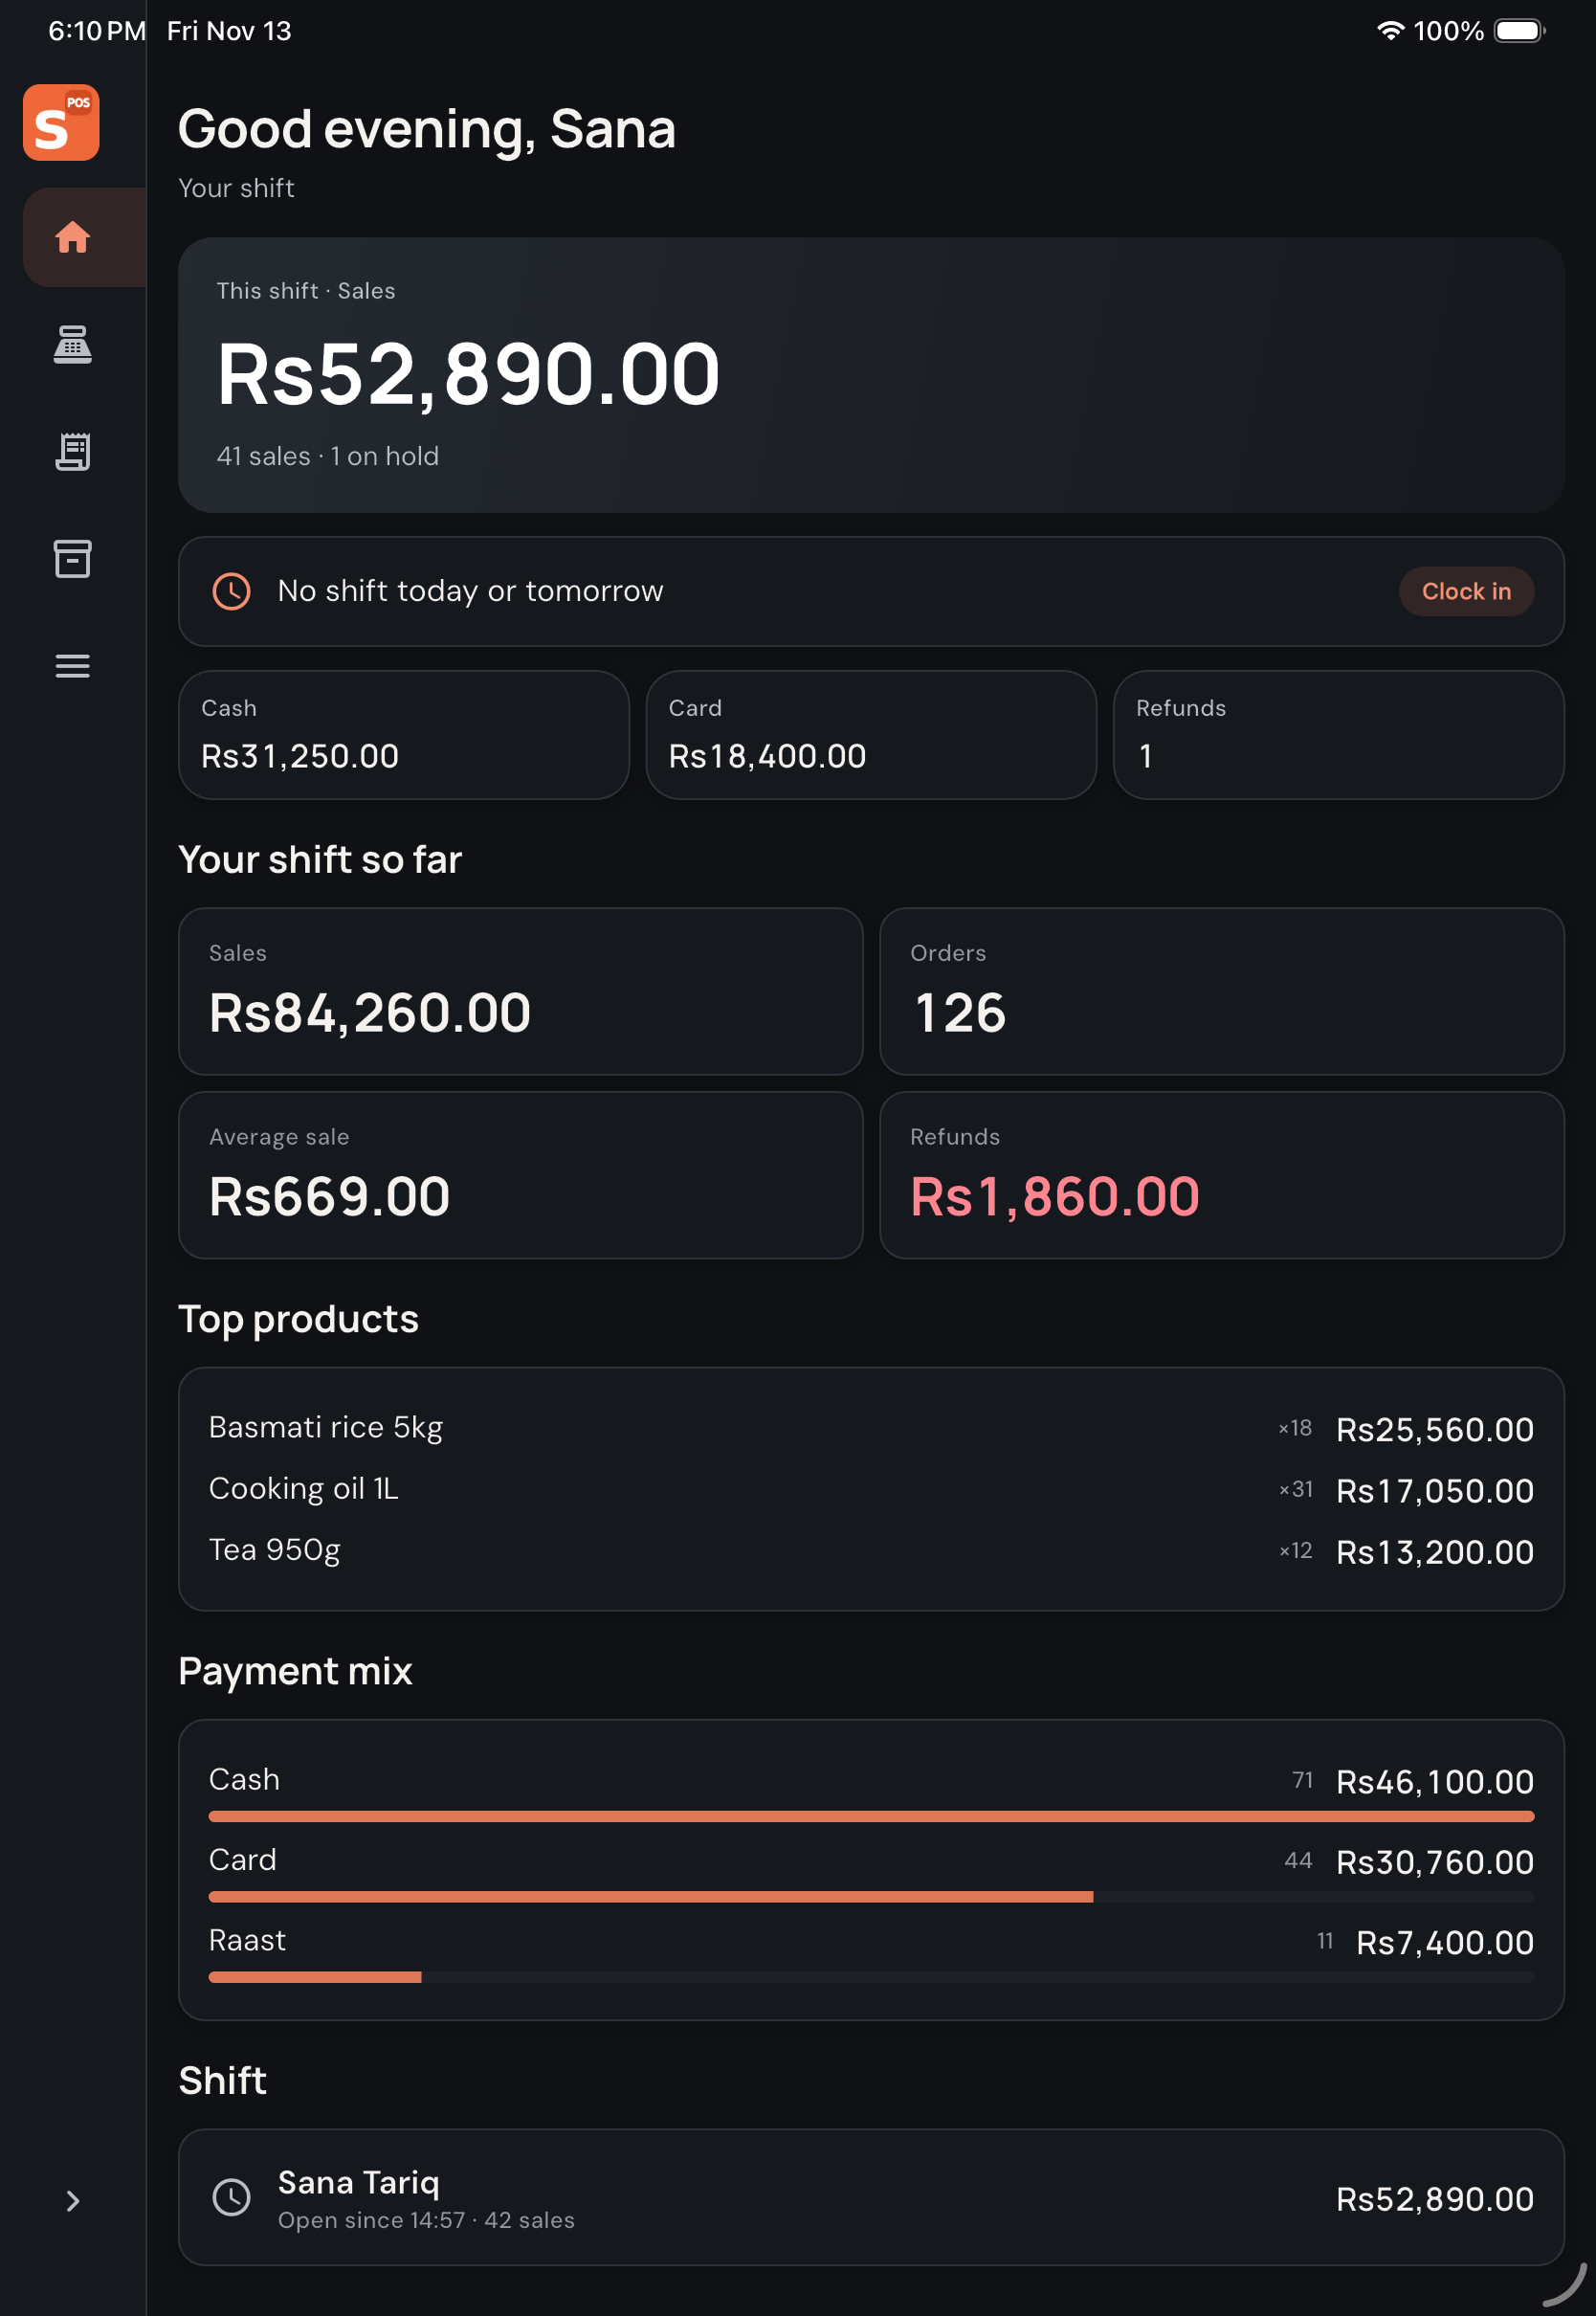 6:10 PM Fri Nov 13
100%
S POS
Good evening, Sana
Your shift
This shift · Sales
Rs52,890.00
41 sales · 1 on hold
No shift today or tomorrow
Clock in
Cash
Rs31,250.00
Card
Rs18,400.00
Refunds
1
Your shift so far
Sales
Rs84,260.00
Orders
126
Average sale
Rs669.00
Refunds
Rs1,860.00
Top products
Basmati rice 5kg ×18 Rs25,560.00
Cooking oil 1L ×31 Rs17,050.00
Tea 950g ×12 Rs13,200.00
Payment mix
Cash 71 Rs46,100.00
Card 44 Rs30,760.00
Raast 11 Rs7,400.00
Shift
Sana Tariq
Open since 14:57 · 42 sales
Rs52,890.00